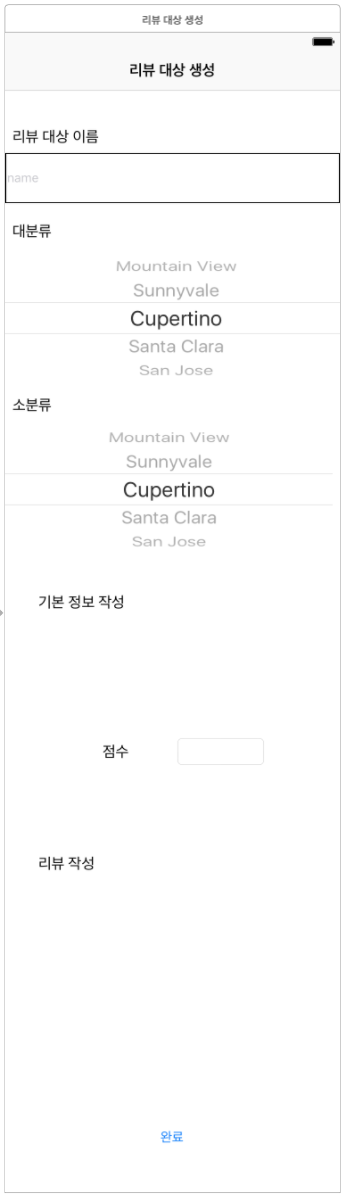 리뷰 대상 생성
리뷰 대상 생성
리뷰 대상 이름
name
대분류
Mountain View
Sunnyvale
Cupertino
Santa Clara
San Jose
소분류
Mountain View
Sunnyvale
Cupertino
Santa Clara
San Jose
기본 정보 작성
점수
리뷰 작성
완료